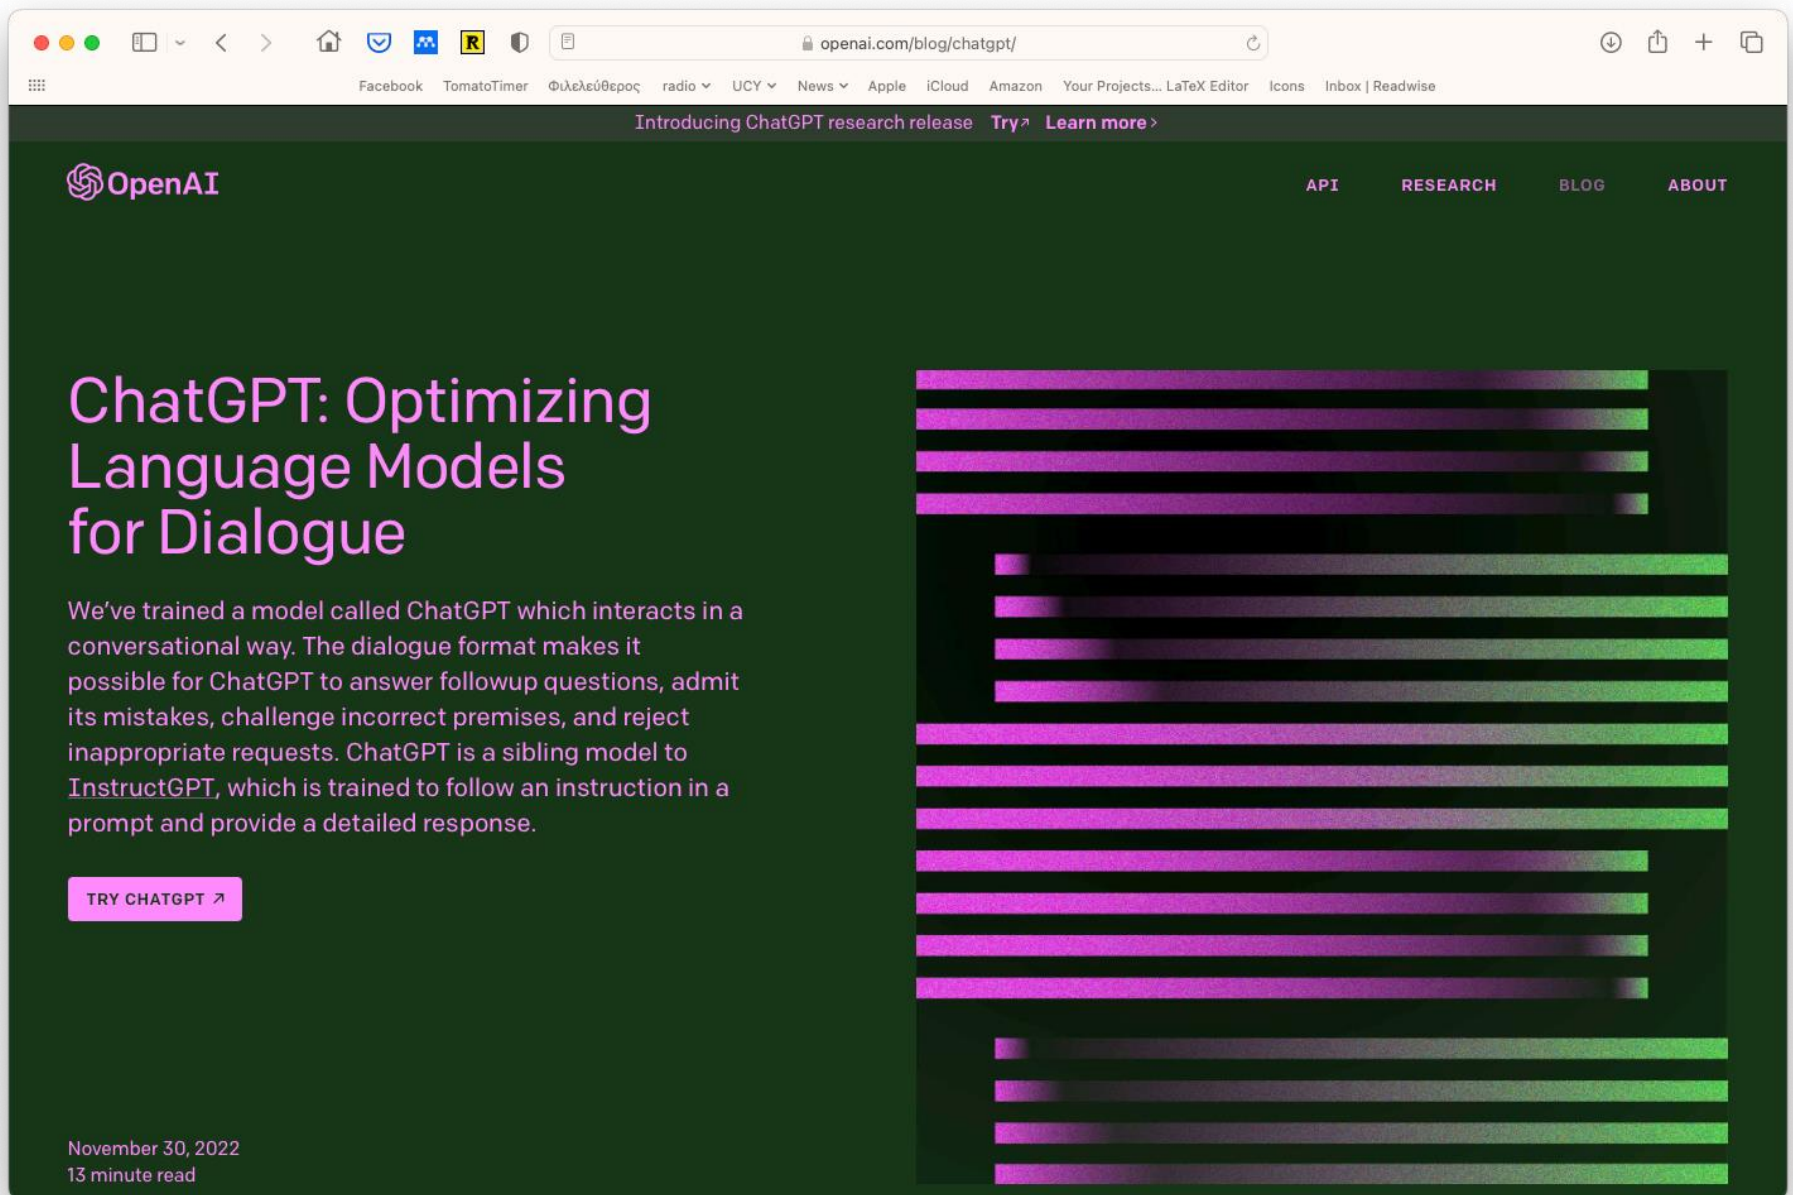 openai.com/blog/chatgpt/
Facebook TomatoTimer Φιλελεύθερος radio UCY News Apple iCloud Amazon Your Projects... LaTeX Editor Icons Inbox | Readwise
Introducing ChatGPT research release Try↗ Learn more ›
OpenAI
API RESEARCH BLOG ABOUT
ChatGPT: Optimizing
Language Models
for Dialogue
We’ve trained a model called ChatGPT which interacts in a
conversational way. The dialogue format makes it
possible for ChatGPT to answer followup questions, admit
its mistakes, challenge incorrect premises, and reject
inappropriate requests. ChatGPT is a sibling model to
InstructGPT, which is trained to follow an instruction in a
prompt and provide a detailed response.
TRY CHATGPT ↗
November 30, 2022
13 minute read